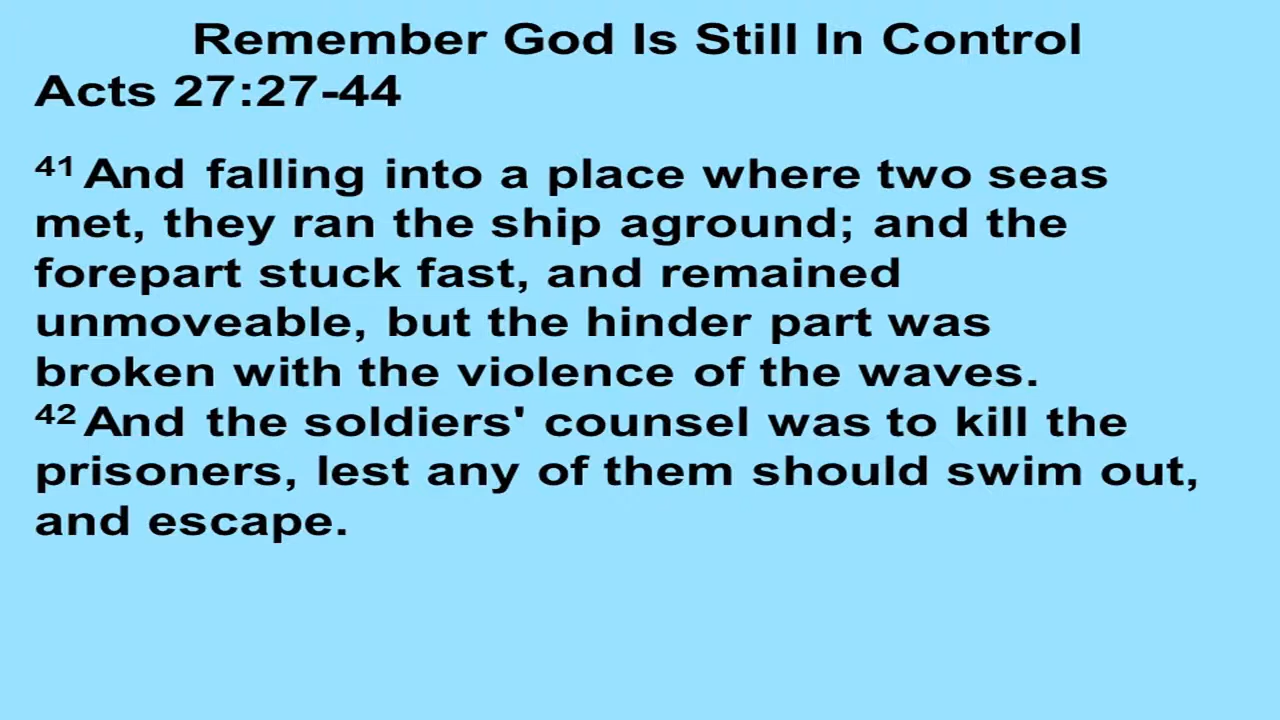 Remember God Is Still In Control
Acts 27:27-44
41 And falling into a place where two seas
met, they ran the ship aground; and the
forepart stuck fast, and remained
unmoveable, but the hinder part was
broken with the violence of the waves.
42 And the soldiers' counsel was to kill the
prisoners, lest any of them should swim out,
and escape.